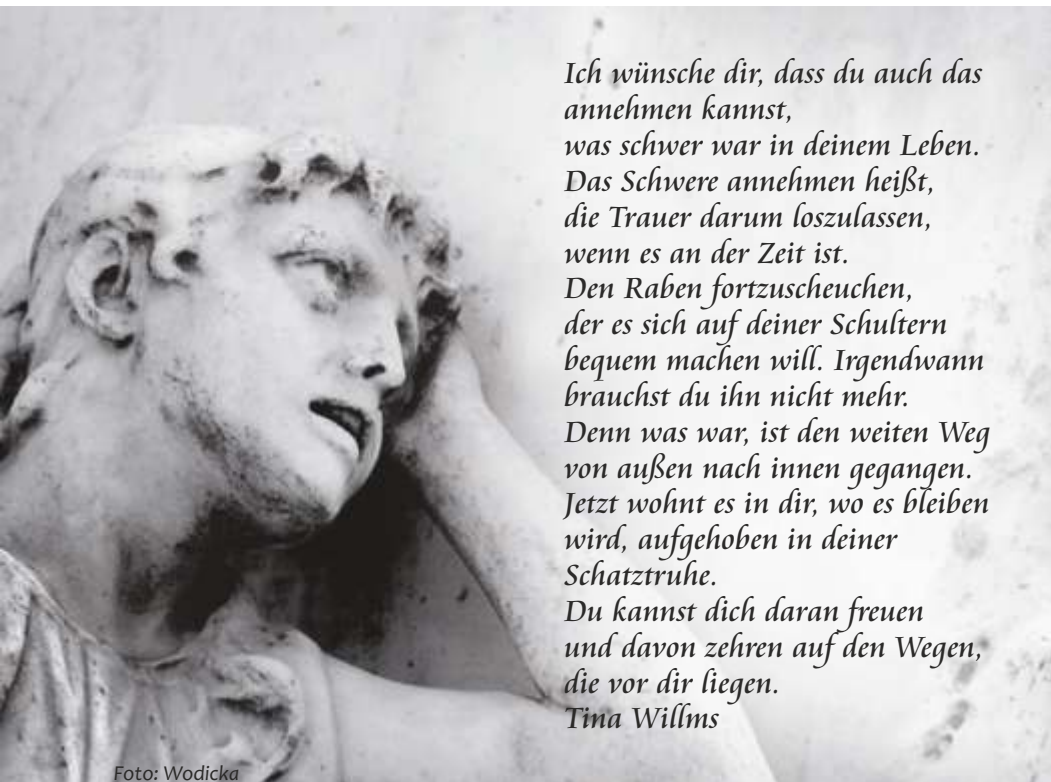 Ich wünsche dir, dass du auch das
annehmen kannst,
was schwer war in deinem Leben.
Das Schwere annehmen heißt,
die Trauer darum loszulassen,
wenn es an der Zeit ist.
Den Raben fortzuscheuchen,
der es sich auf deiner Schultern
bequem machen will. Irgendwann
brauchst du ihn nicht mehr.
Denn was war, ist den weiten Weg
von außen nach innen gegangen.
Jetzt wohnt es in dir, wo es bleiben
wird, aufgehoben in deiner
Schatztruhe.
Du kannst dich daran freuen
und davon zehren auf den Wegen,
die vor dir liegen.
Tina Willms
Foto: Wodicka